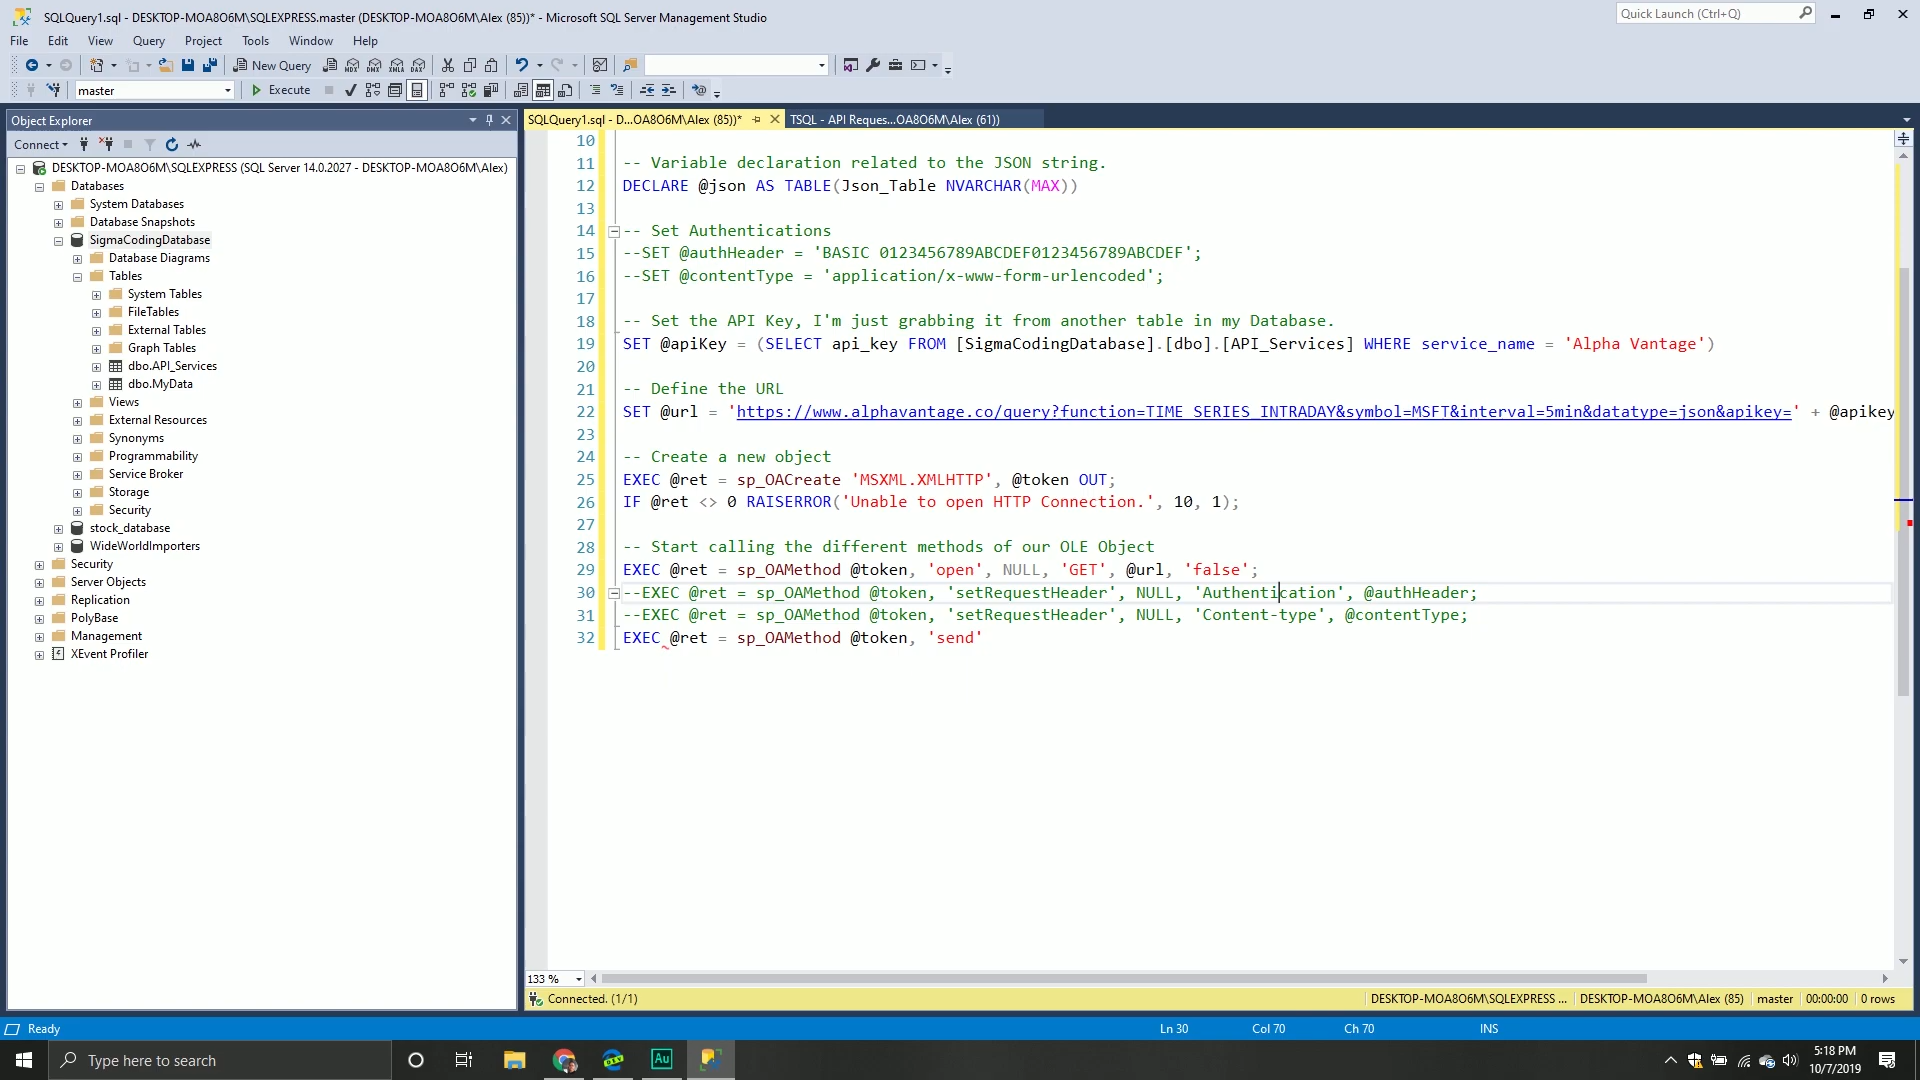 SQLQuery1.sql - DESKTOP-MOA8O6M\SQLEXPRESS.master (DESKTOP-MOA8O6M\Alex (85))* - Microsoft SQL Server Management Studio
Quick Launch (Ctrl+Q)
File Edit View Query Project Tools Window Help
New Query
master
Execute
Object Explorer
Connect
DESKTOP-MOA8O6M\SQLEXPRESS (SQL Server 14.0.2027 - DESKTOP-MOA8O6M\Alex)
Databases
System Databases
Database Snapshots
SigmaCodingDatabase
Database Diagrams
Tables
System Tables
FileTables
External Tables
Graph Tables
dbo.API_Services
dbo.MyData
Views
External Resources
Synonyms
Programmability
Service Broker
Storage
Security
stock_database
WideWorldImporters
Security
Server Objects
Replication
PolyBase
Management
XEvent Profiler
SQLQuery1.sql - D...OA8O6M\Alex (85))* TSQL - API Reques...OA8O6M\Alex (61))
10
11 -- Variable declaration related to the JSON string.
12 DECLARE @json AS TABLE(Json_Table NVARCHAR(MAX))
13
14 -- Set Authentications
15 --SET @authHeader = 'BASIC 0123456789ABCDEF0123456789ABCDEF';
16 --SET @contentType = 'application/x-www-form-urlencoded';
17
18 -- Set the API Key, I'm just grabbing it from another table in my Database.
19 SET @apiKey = (SELECT api_key FROM [SigmaCodingDatabase].[dbo].[API_Services] WHERE service_name = 'Alpha Vantage')
20
21 -- Define the URL
22 SET @url = 'https://www.alphavantage.co/query?function=TIME_SERIES_INTRADAY&symbol=MSFT&interval=5min&datatype=json&apikey=' + @apikey
23
24 -- Create a new object
25 EXEC @ret = sp_OACreate 'MSXML.XMLHTTP', @token OUT;
26 IF @ret <> 0 RAISERROR('Unable to open HTTP Connection.', 10, 1);
27
28 -- Start calling the different methods of our OLE Object
29 EXEC @ret = sp_OAMethod @token, 'open', NULL, 'GET', @url, 'false';
30 --EXEC @ret = sp_OAMethod @token, 'setRequestHeader', NULL, 'Authentication', @authHeader;
31 --EXEC @ret = sp_OAMethod @token, 'setRequestHeader', NULL, 'Content-type', @contentType;
32 EXEC @ret = sp_OAMethod @token, 'send'
133 %
Connected. (1/1)
DESKTOP-MOA8O6M\SQLEXPRESS ... DESKTOP-MOA8O6M\Alex (85) master 00:00:00 0 rows
Ready
Ln 30 Col 70 Ch 70 INS
Type here to search
DEV
Au
5:18 PM
10/7/2019